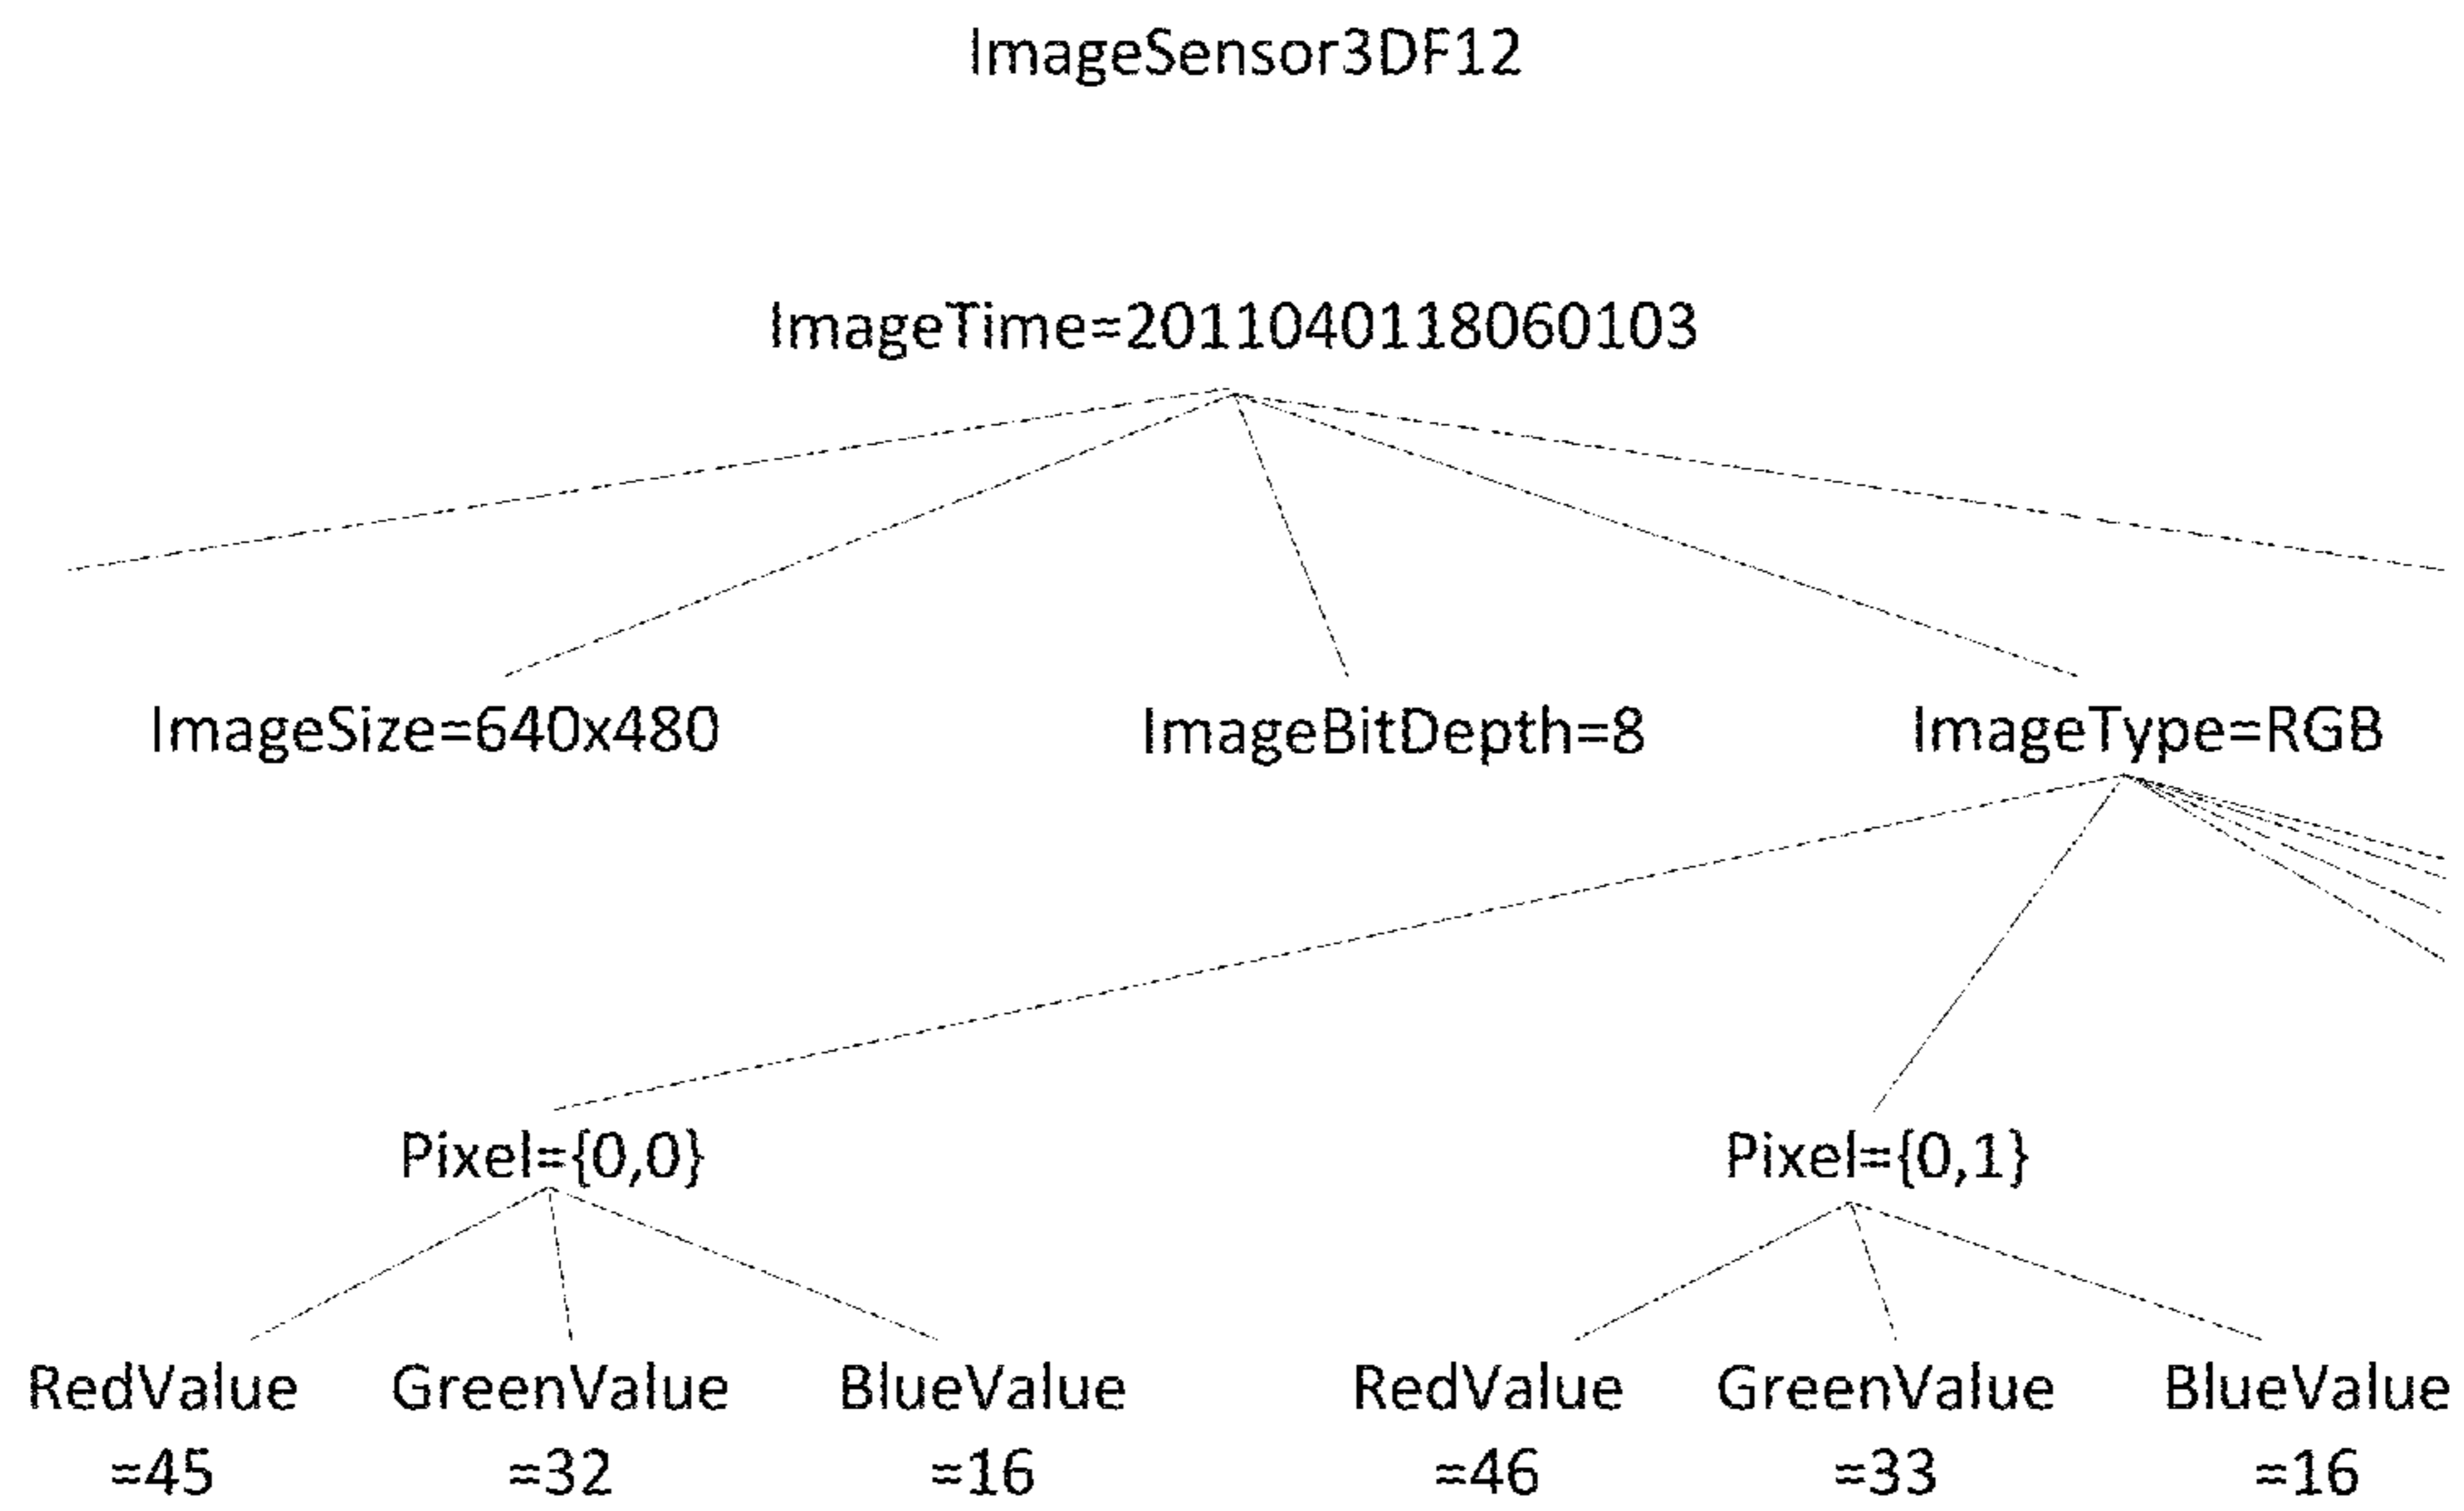 ImageSensor3DF12
ImageTime=2011040118060103
ImageSize=640x480 ImageBitDepth=8 ImageType=RGB
Pixel={0,0} Pixel={0,1}
RedValue GreenValue BlueValue RedValue GreenValue BlueValue
=45 =32 =16 =46 =33 =16